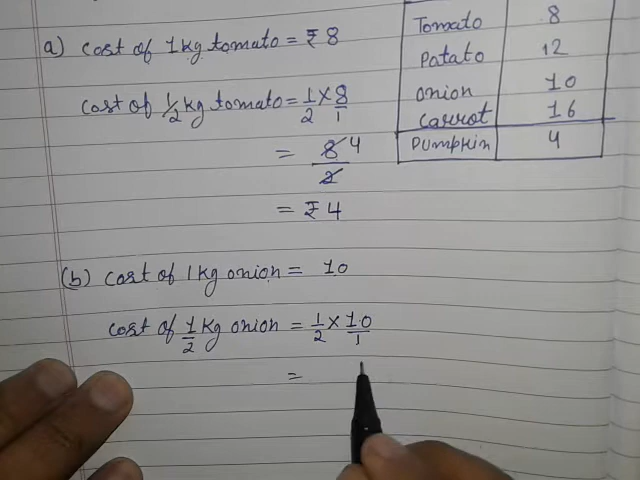 Tomato 8
a) cost of 1kg tomato = ₹8
Patato 12
onion 10
cost of 1/2 kg tomato = 1/2 × 8/1
carrot 16
Pumpkin 4
= 8 4 / 2
= ₹4
(b) cost of 1kg onion = 10
cost of 1/2 kg onion = 1/2 × 10/1
=